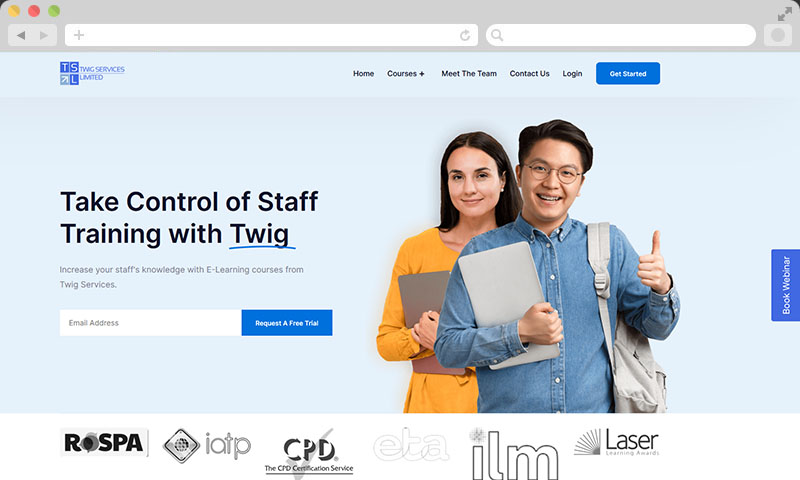 TS
L
TWIG SERVICES
LIMITED
Home
Courses +
Meet The Team
Contact Us
Login
Get Started
Take Control of Staff
Training with Twig
Increase your staff's knowledge with E-Learning courses from
Twig Services.
Email Address
Request A Free Trial
Book Webinar
RoSPA
iatp
CPD
The CPD Certification Service
eta
ilm
Laser
Learning Awards